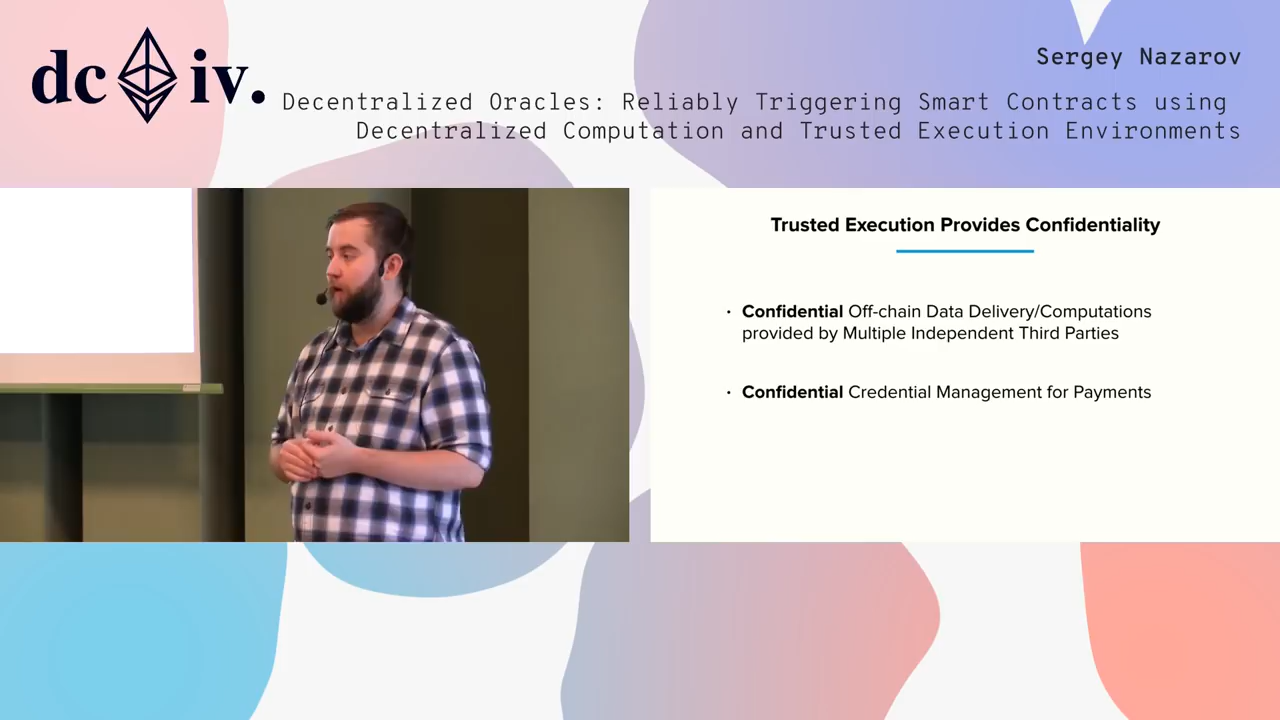 dc iv.
Sergey Nazarov
Decentralized Oracles: Reliably Triggering Smart Contracts using
Decentralized Computation and Trusted Execution Environments
Trusted Execution Provides Confidentiality
· Confidential Off-chain Data Delivery/Computations
provided by Multiple Independent Third Parties
· Confidential Credential Management for Payments